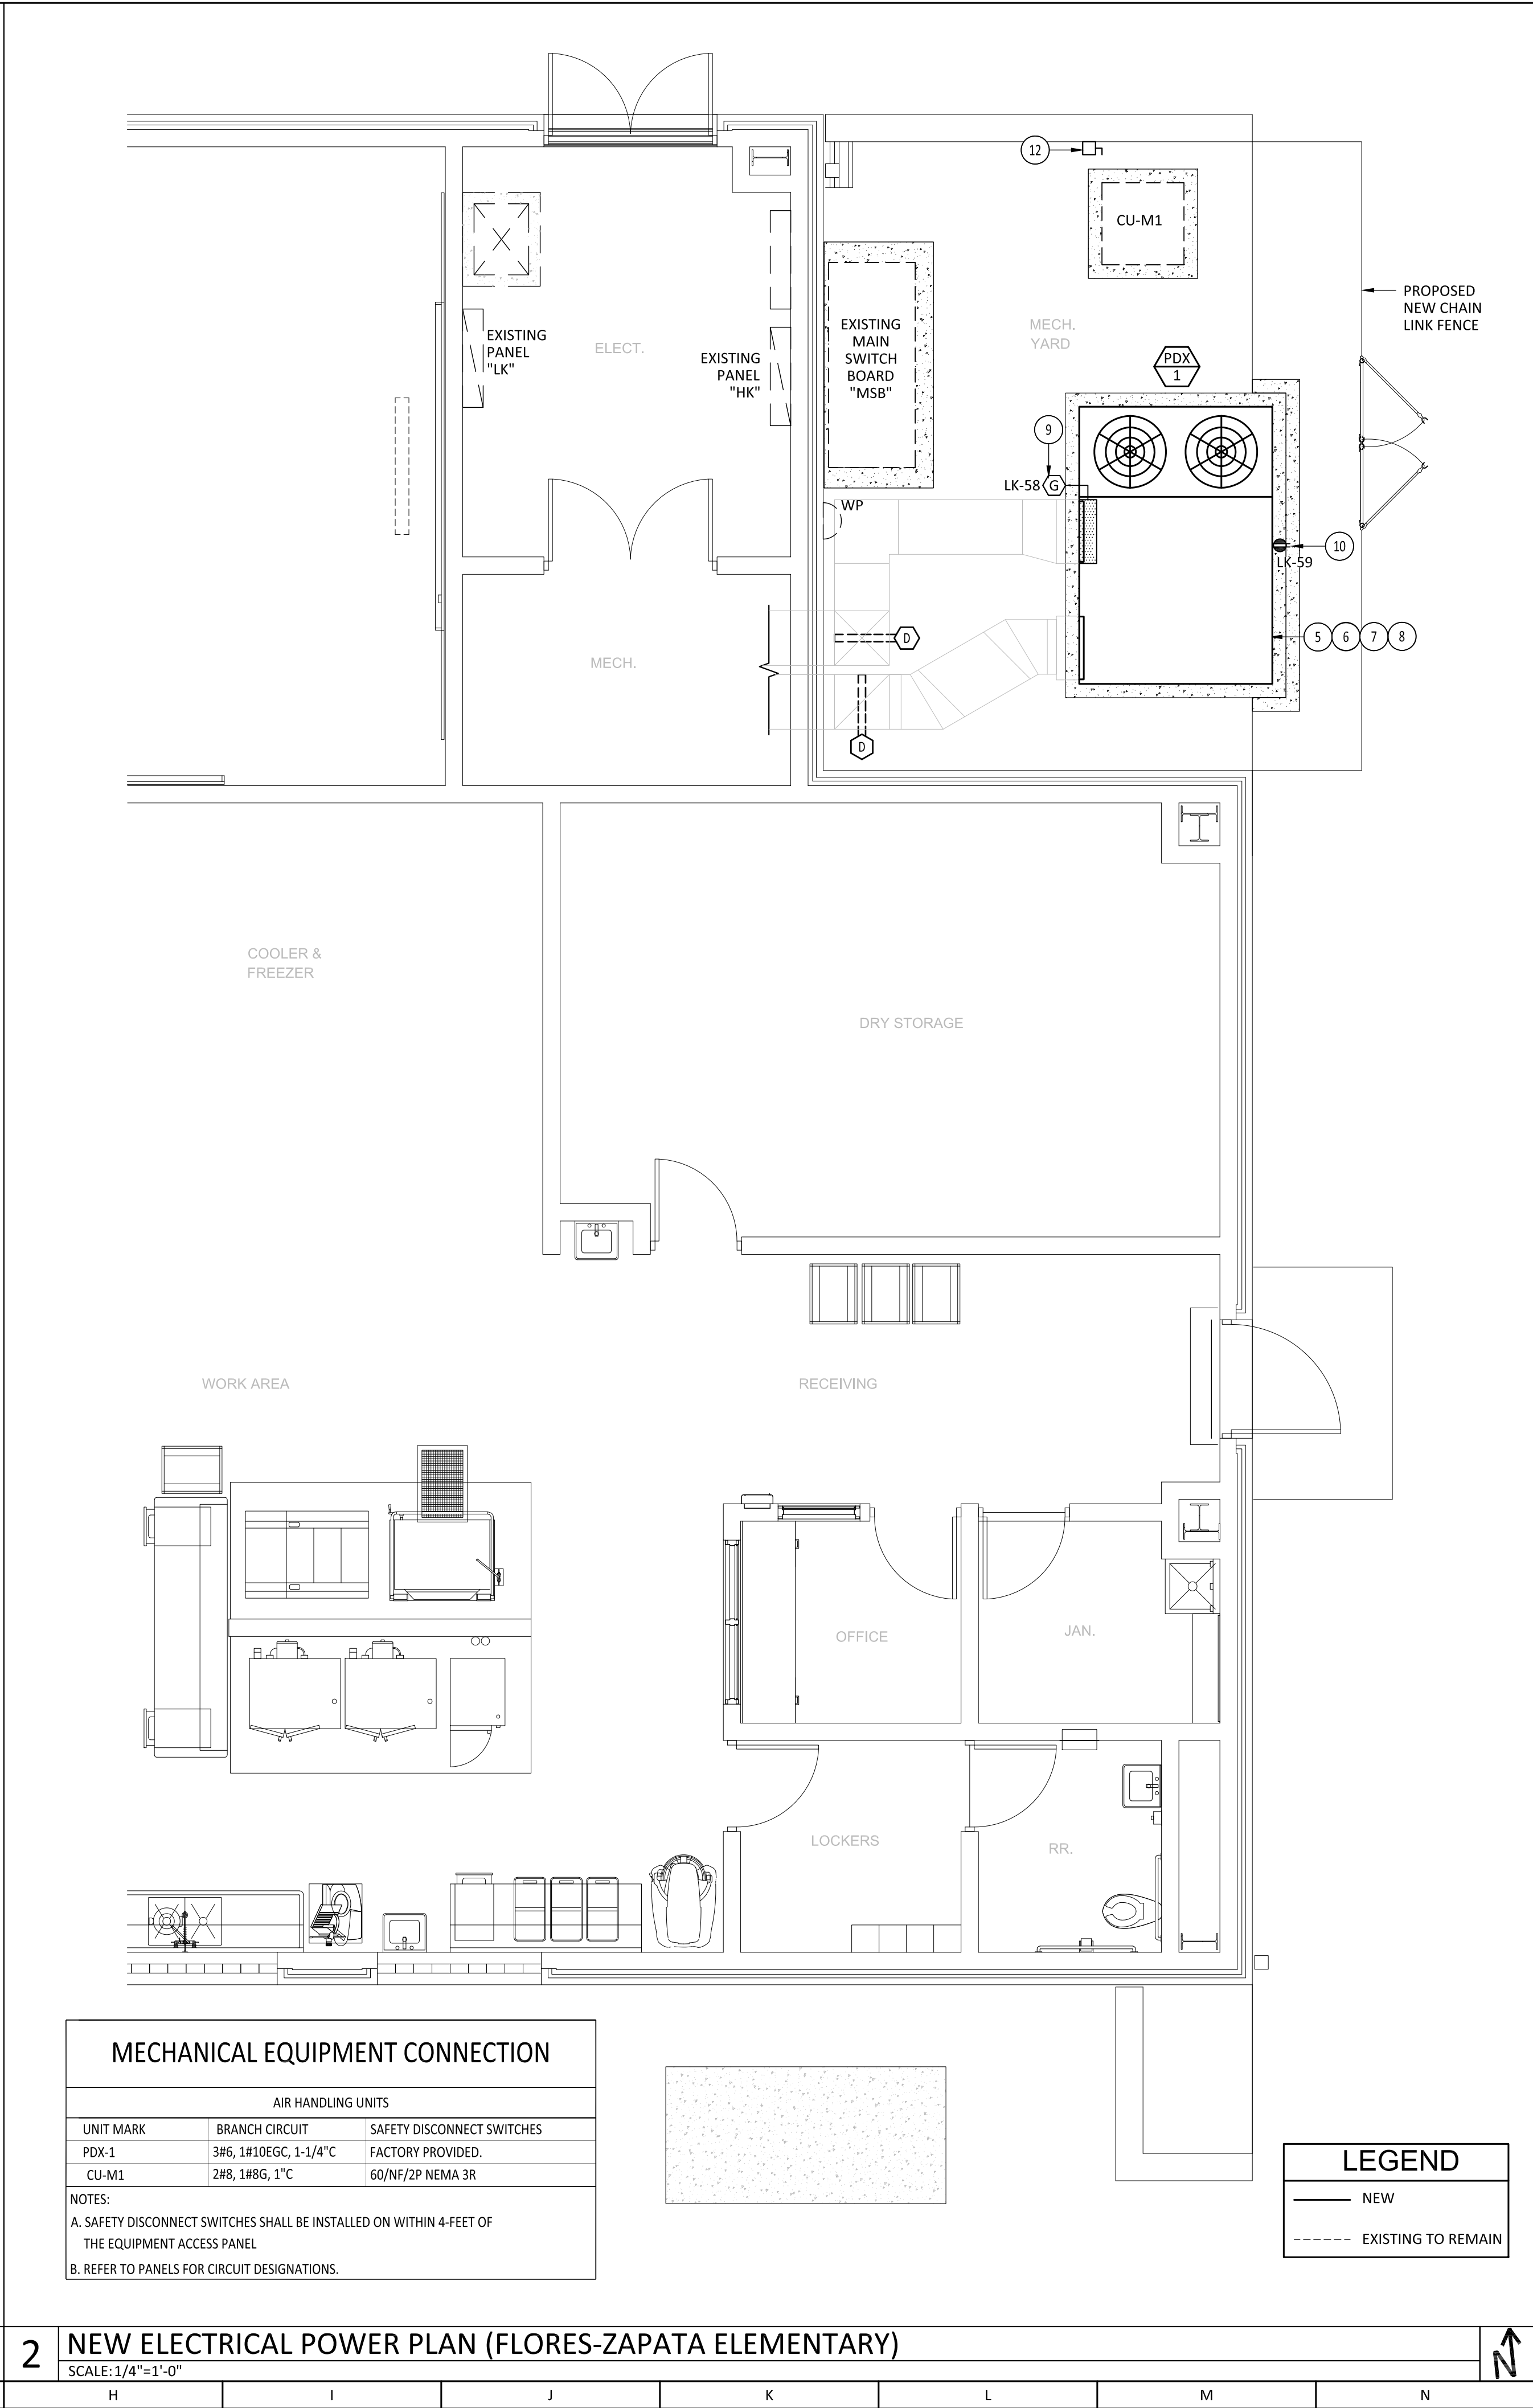 12
CU-M1
PROPOSED
NEW CHAIN
LINK FENCE
EXISTING
PANEL
"LK"
ELECT.
EXISTING
PANEL
"HK"
EXISTING
MAIN
SWITCH
BOARD
"MSB"
MECH.
YARD
PDX
1
9
LK-58 G
WP
10
LK-59
D
5 6 7 8
MECH.
D
COOLER &
FREEZER
DRY STORAGE
WORK AREA
RECEIVING
OFFICE
JAN.
LOCKERS
RR.
MECHANICAL EQUIPMENT CONNECTION
AIR HANDLING UNITS
UNIT MARK BRANCH CIRCUIT SAFETY DISCONNECT SWITCHES
PDX-1 3#6, 1#10EGC, 1-1/4"C FACTORY PROVIDED.
CU-M1 2#8, 1#8G, 1"C 60/NF/2P NEMA 3R
NOTES:
A. SAFETY DISCONNECT SWITCHES SHALL BE INSTALLED ON WITHIN 4-FEET OF
THE EQUIPMENT ACCESS PANEL
B. REFER TO PANELS FOR CIRCUIT DESIGNATIONS.
LEGEND
NEW
EXISTING TO REMAIN
2 NEW ELECTRICAL POWER PLAN (FLORES-ZAPATA ELEMENTARY)
SCALE:1/4"=1'-0"
N
H I J K L M N